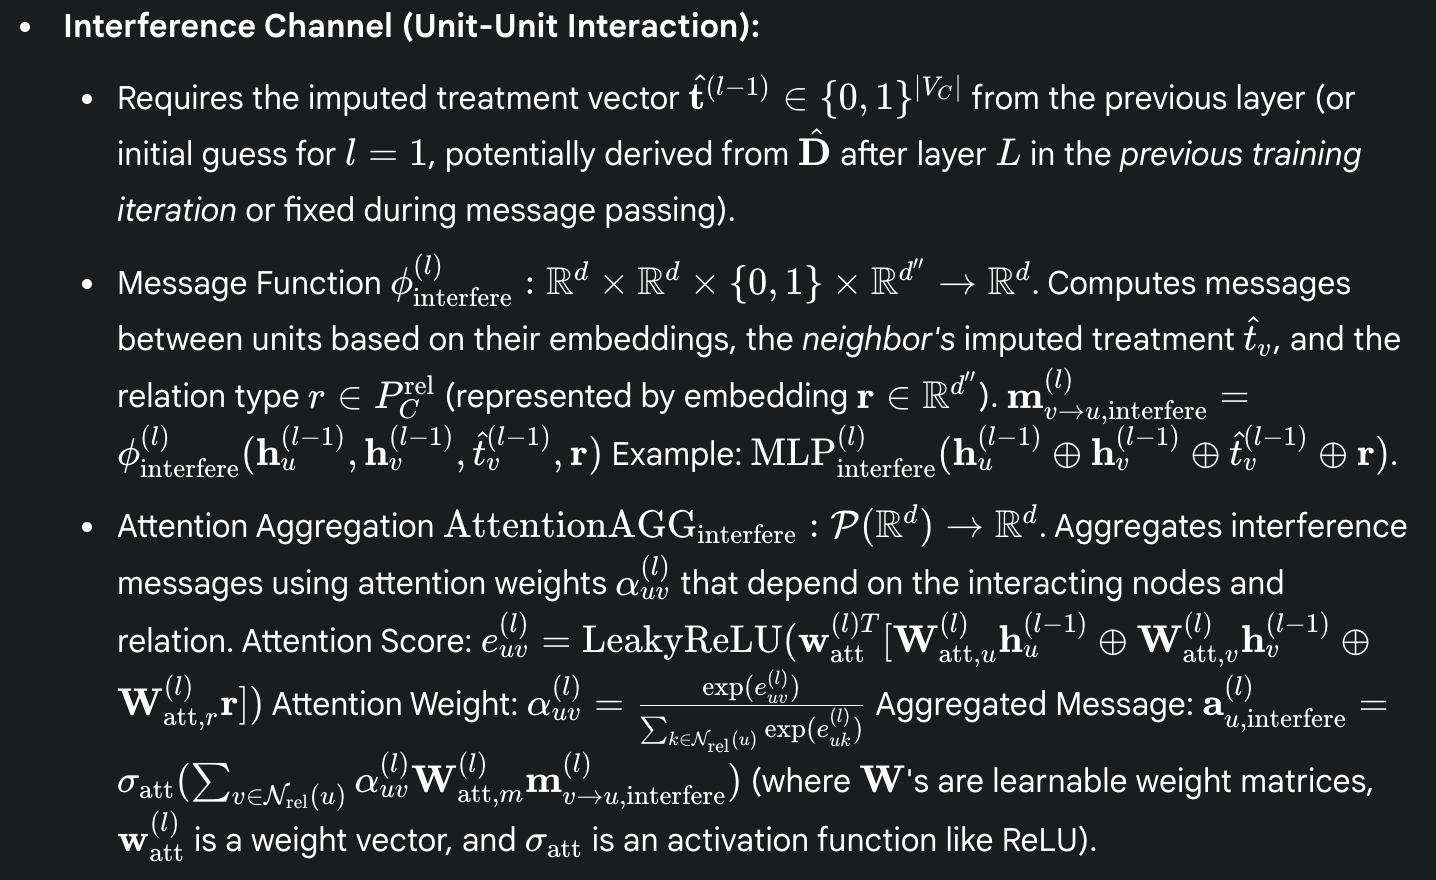 • Interference Channel (Unit-Unit Interaction):
• Requires the imputed treatment vector $\hat{\mathbf{t}}^{(l-1)} \in \{0, 1\}^{|V_C|}$ from the previous layer (or
initial guess for $l = 1$, potentially derived from $\hat{\mathbf{D}}$ after layer $L$ in the previous training
iteration or fixed during message passing).
• Message Function $\phi_{\text{interfere}}^{(l)} : \mathbb{R}^d \times \mathbb{R}^d \times \{0, 1\} \times \mathbb{R}^{d''} \to \mathbb{R}^d$. Computes messages
between units based on their embeddings, the neighbor's imputed treatment $\hat{t}_v$, and the
relation type $r \in P_C^{\text{rel}}$ (represented by embedding $\mathbf{r} \in \mathbb{R}^{d''}$). $\mathbf{m}_{v \to u, \text{interfere}}^{(l)} =$
$\phi_{\text{interfere}}^{(l)}(\mathbf{h}_u^{(l-1)}, \mathbf{h}_v^{(l-1)}, \hat{t}_v^{(l-1)}, \mathbf{r})$ Example: $\text{MLP}_{\text{interfere}}^{(l)}(\mathbf{h}_u^{(l-1)} \oplus \mathbf{h}_v^{(l-1)} \oplus \hat{t}_v^{(l-1)} \oplus \mathbf{r})$.
• Attention Aggregation $\text{AttentionAGG}_{\text{interfere}} : \mathcal{P}(\mathbb{R}^d) \to \mathbb{R}^d$. Aggregates interference
messages using attention weights $\alpha_{uv}^{(l)}$ that depend on the interacting nodes and
relation. Attention Score: $e_{uv}^{(l)} = \text{LeakyReLU}(\mathbf{w}_{\text{att}}^{(l)T}[\mathbf{W}_{\text{att},u}^{(l)}\mathbf{h}_u^{(l-1)} \oplus \mathbf{W}_{\text{att},v}^{(l)}\mathbf{h}_v^{(l-1)} \oplus$
$\mathbf{W}_{\text{att},r}^{(l)}\mathbf{r}])$ Attention Weight: $\alpha_{uv}^{(l)} = \frac{\exp(e_{uv}^{(l)})}{\sum_{k \in \mathcal{N}_{\text{rel}}(u)} \exp(e_{uk}^{(l)})}$ Aggregated Message: $\mathbf{a}_{u,\text{interfere}}^{(l)} =$
$\sigma_{\text{att}}(\sum_{v \in \mathcal{N}_{\text{rel}}(u)} \alpha_{uv}^{(l)}\mathbf{W}_{\text{att},m}^{(l)}\mathbf{m}_{v \to u,\text{interfere}}^{(l)})$ (where $\mathbf{W}$'s are learnable weight matrices,
$\mathbf{w}_{\text{att}}^{(l)}$ is a weight vector, and $\sigma_{\text{att}}$ is an activation function like ReLU).